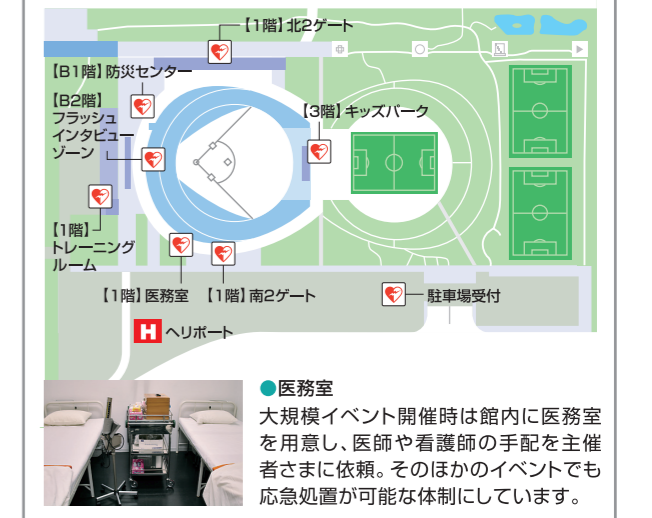 【1階】北2ゲート
【B1階】防災センター
【B2階】
フラッシュ
インタビュー
ゾーン
【3階】キッズパーク
【1階】
トレーニング
ルーム
【1階】医務室
【1階】南2ゲート
駐車場受付
H ヘリポート
●医務室
大規模イベント開催時は館内に医務室
を用意し、医師や看護師の手配を主催
者さまに依頼。そのほかのイベントでも
応急処置が可能な体制にしています。